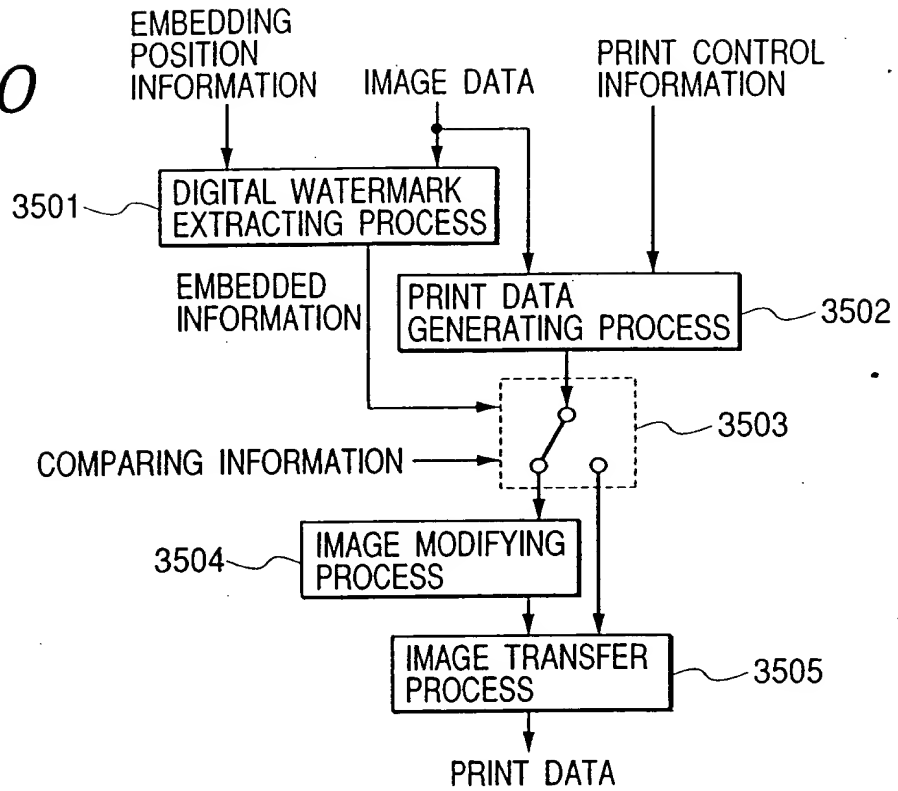 0
EMBEDDING
POSITION
INFORMATION
IMAGE DATA
PRINT CONTROL
INFORMATION
3501
DIGITAL WATERMARK
EXTRACTING PROCESS
EMBEDDED
INFORMATION
PRINT DATA
GENERATING PROCESS
3502
3503
COMPARING INFORMATION
3504
IMAGE MODIFYING
PROCESS
IMAGE TRANSFER
PROCESS
3505
PRINT DATA